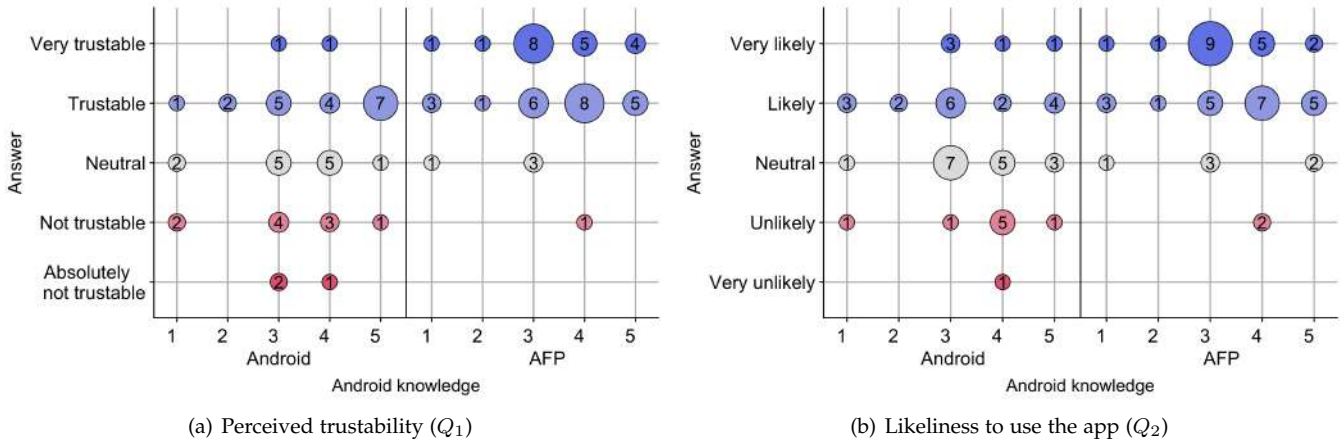 Very trustable 1 1 1 1 8 5 4
Trustable 1 2 5 4 7 3 1 6 8 5
Neutral 2 5 5 1 1 3
Not trustable 2 4 3 1 1
Absolutely
not trustable 2 1
Answer
1 2 3 4 5 1 2 3 4 5
Android AFP
Android knowledge
(a) Perceived trustability (Q1)
Very likely 3 1 1 1 1 9 5 2
Likely 3 2 6 2 4 3 1 5 7 5
Neutral 1 7 5 3 1 3 2
Unlikely 1 1 5 1 2
Very unlikely 1
Answer
1 2 3 4 5 1 2 3 4 5
Android AFP
Android knowledge
(b) Likeliness to use the app (Q2)